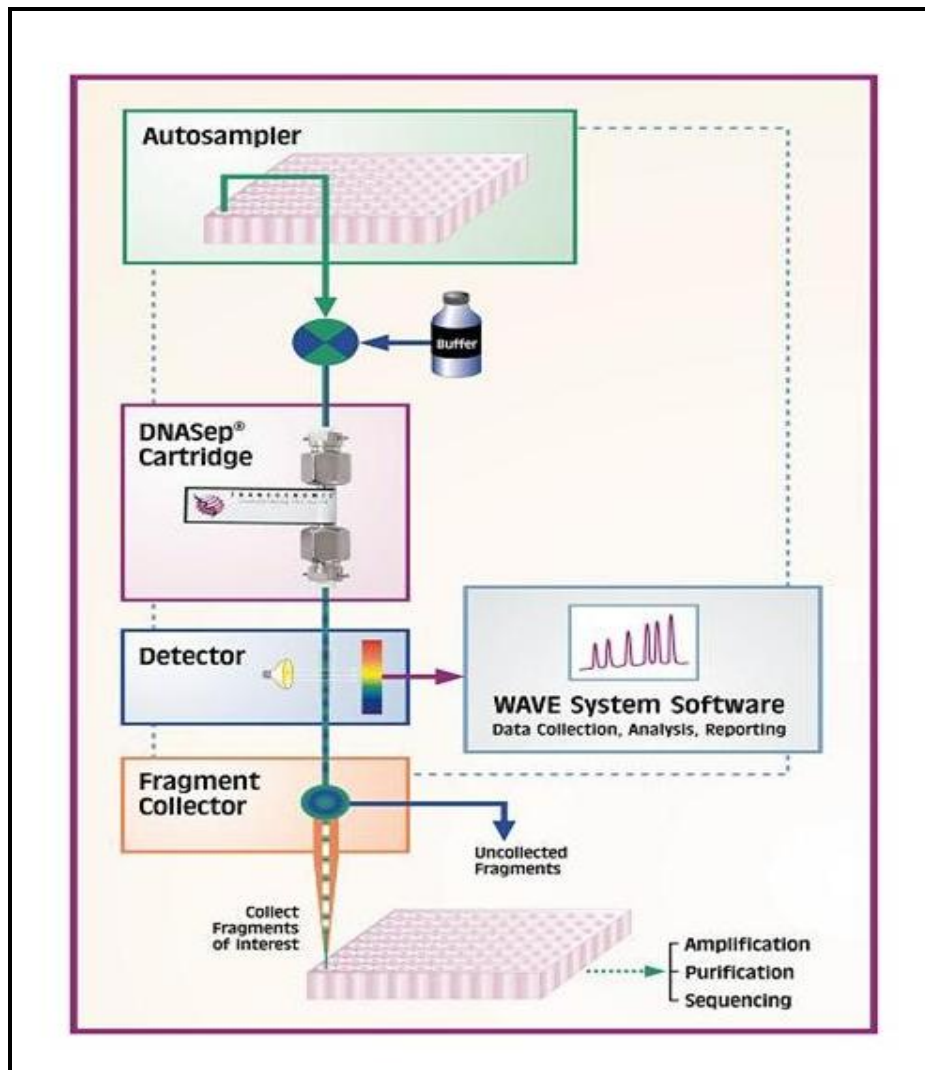 Autosampler
Buffer
DNASep®
Cartridge
TRANSGENOMIC
Detector
WAVE System Software
Data Collection, Analysis, Reporting
Fragment
Collector
Uncollected
Fragments
Collect
Fragments
of Interest
Amplification
Purification
Sequencing